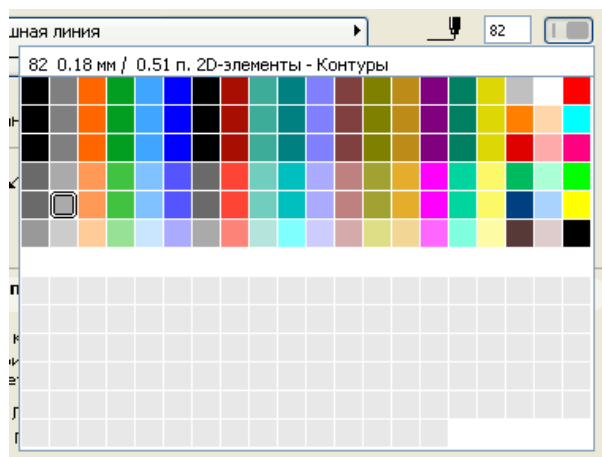 шная линия
82
82 0.18 мм / 0.51 п. 2D-элементы - Контуры